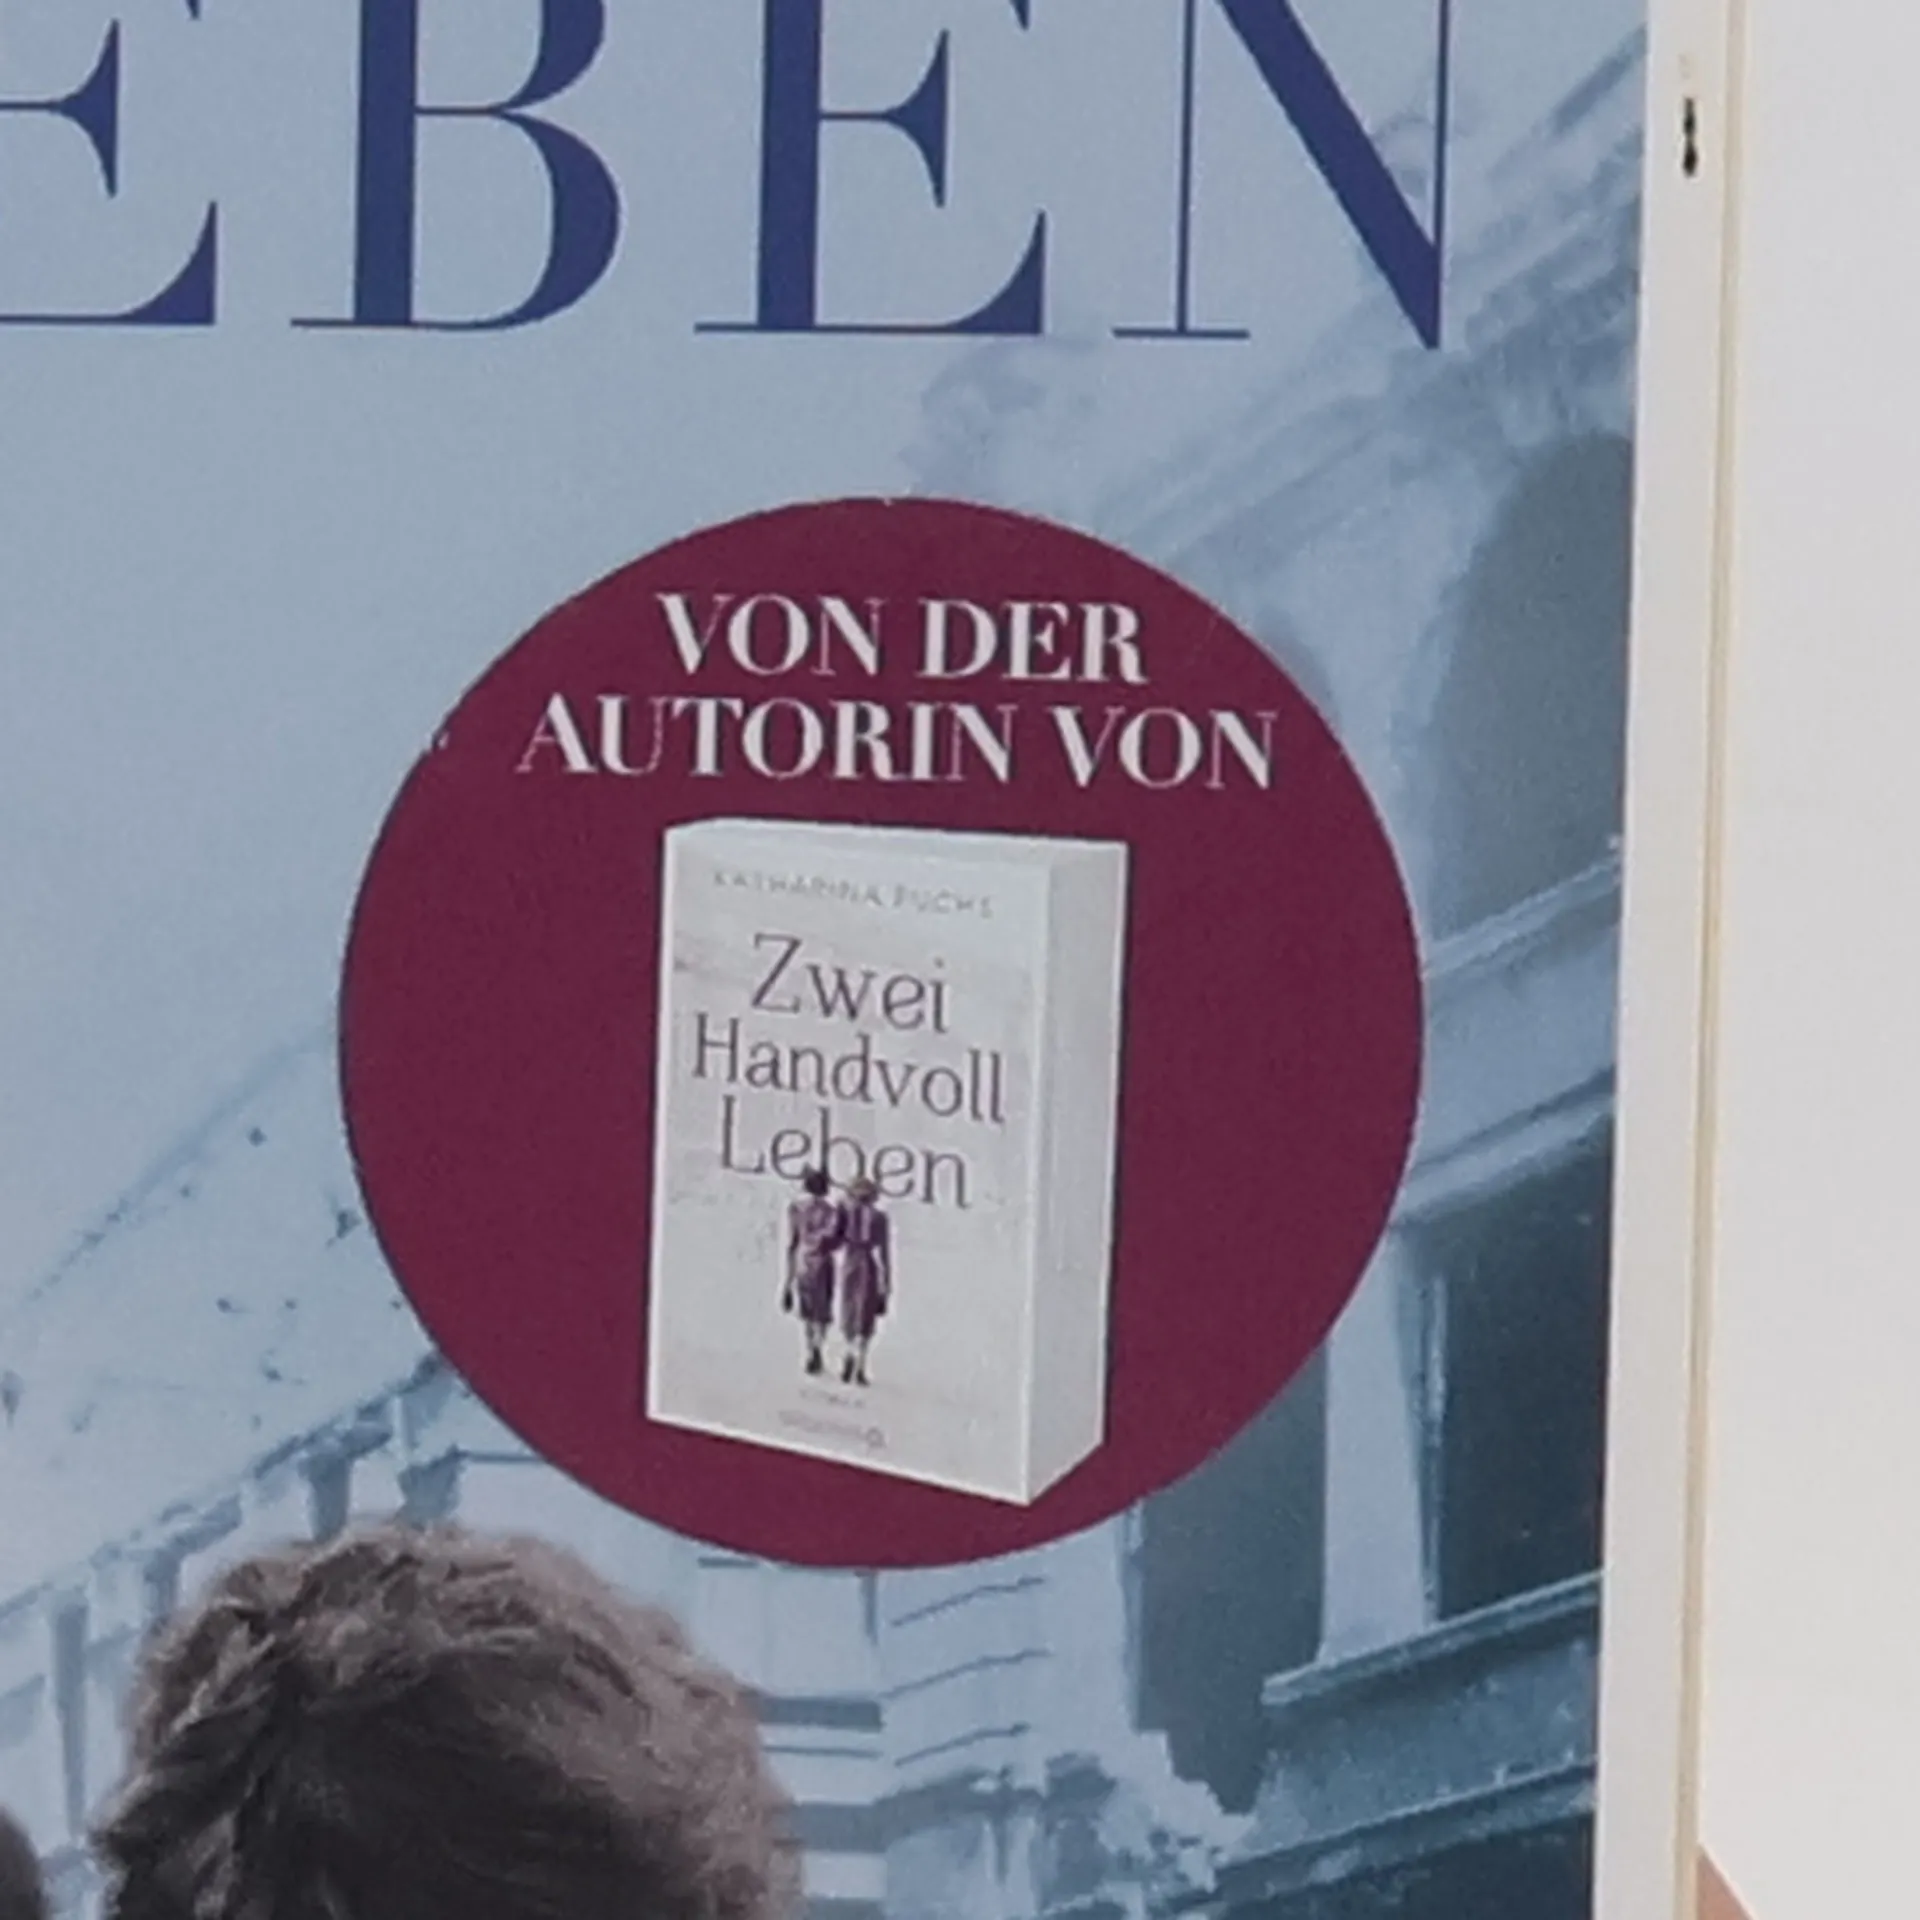 EBEN
VON DER
AUTORIN VON
KATHARINA FUCHS
Zwei
Handvoll
Leben